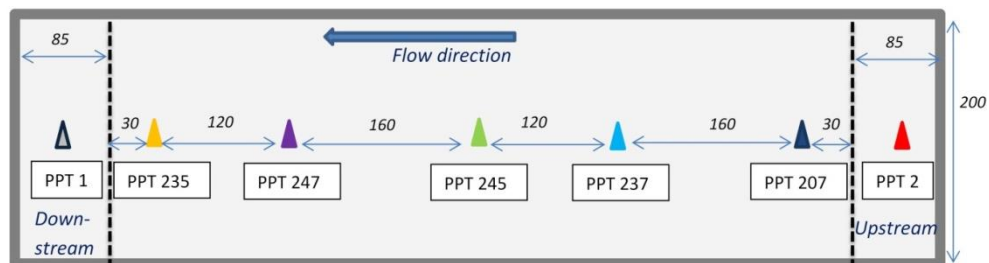 85
Flow direction
85
200
30
120
160
120
160
30
PPT 1
PPT 235
PPT 247
PPT 245
PPT 237
PPT 207
PPT 2
Down-
stream
Upstream